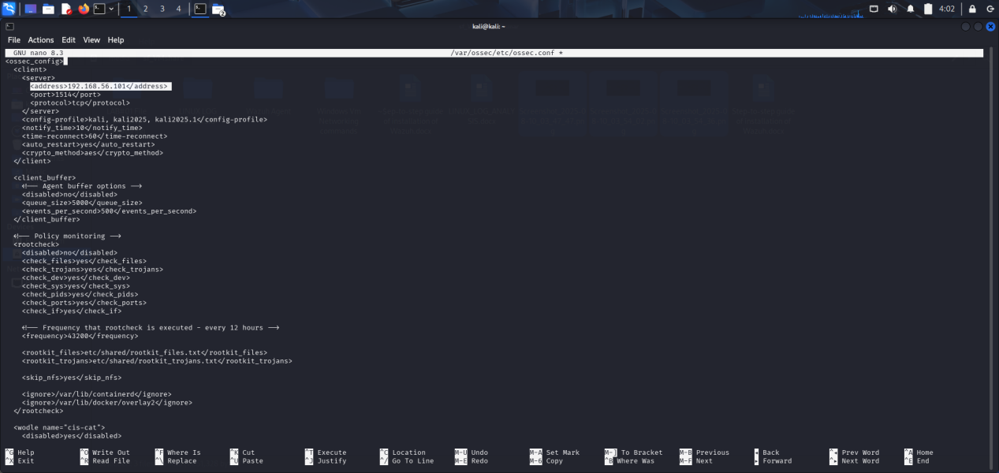 1 2 3 4 2 4:02
kali@kali: ~
File Actions Edit View Help
GNU nano 8.3 /var/ossec/etc/ossec.conf *
<ossec_config>
<client>
<server>
<address>192.168.56.101</address>
<port>1514</port>
<protocol>tcp</protocol>
</server>
<config-profile>kali, kali2025, kali2025.1</config-profile>
<notify_time>10</notify_time>
<time-reconnect>60</time-reconnect>
<auto_restart>yes</auto_restart>
<crypto_method>aes</crypto_method>
</client>
<client_buffer>
<!-- Agent buffer options -->
<disabled>no</disabled>
<queue_size>5000</queue_size>
<events_per_second>500</events_per_second>
</client_buffer>
<!-- Policy monitoring -->
<rootcheck>
<disabled>no</disabled>
<check_files>yes</check_files>
<check_trojans>yes</check_trojans>
<check_dev>yes</check_dev>
<check_sys>yes</check_sys>
<check_pids>yes</check_pids>
<check_ports>yes</check_ports>
<check_if>yes</check_if>
<!-- Frequency that rootcheck is executed - every 12 hours -->
<frequency>43200</frequency>
<rootkit_files>etc/shared/rootkit_files.txt</rootkit_files>
<rootkit_trojans>etc/shared/rootkit_trojans.txt</rootkit_trojans>
<skip_nfs>yes</skip_nfs>
<ignore>/var/lib/containerd</ignore>
<ignore>/var/lib/docker/overlay2</ignore>
</rootcheck>
<wodle name="cis-cat">
<disabled>yes</disabled>
^G Help ^O Write Out ^F Where Is ^K Cut ^T Execute ^C Location M-U Undo M-A Set Mark M-] To Bracket M-B Previous ◂ Back ^◂ Prev Word ^A Home
^X Exit ^R Read File ^\ Replace ^U Paste ^J Justify ^/ Go To Line M-E Redo M-6 Copy ^B Where Was M-F Next ▸ Forward ^▸ Next Word ^E End